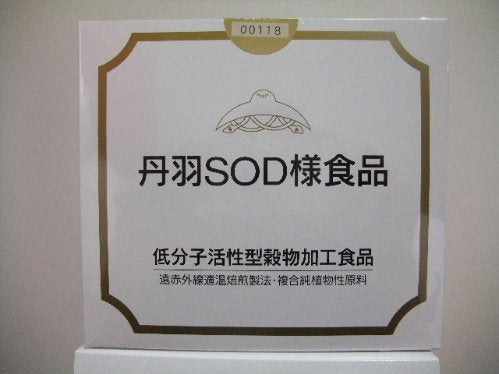 00118
丹羽SOD様食品
低分子活性型穀物加工食品
遠赤外線適温焙煎製法・複合純植物性原料